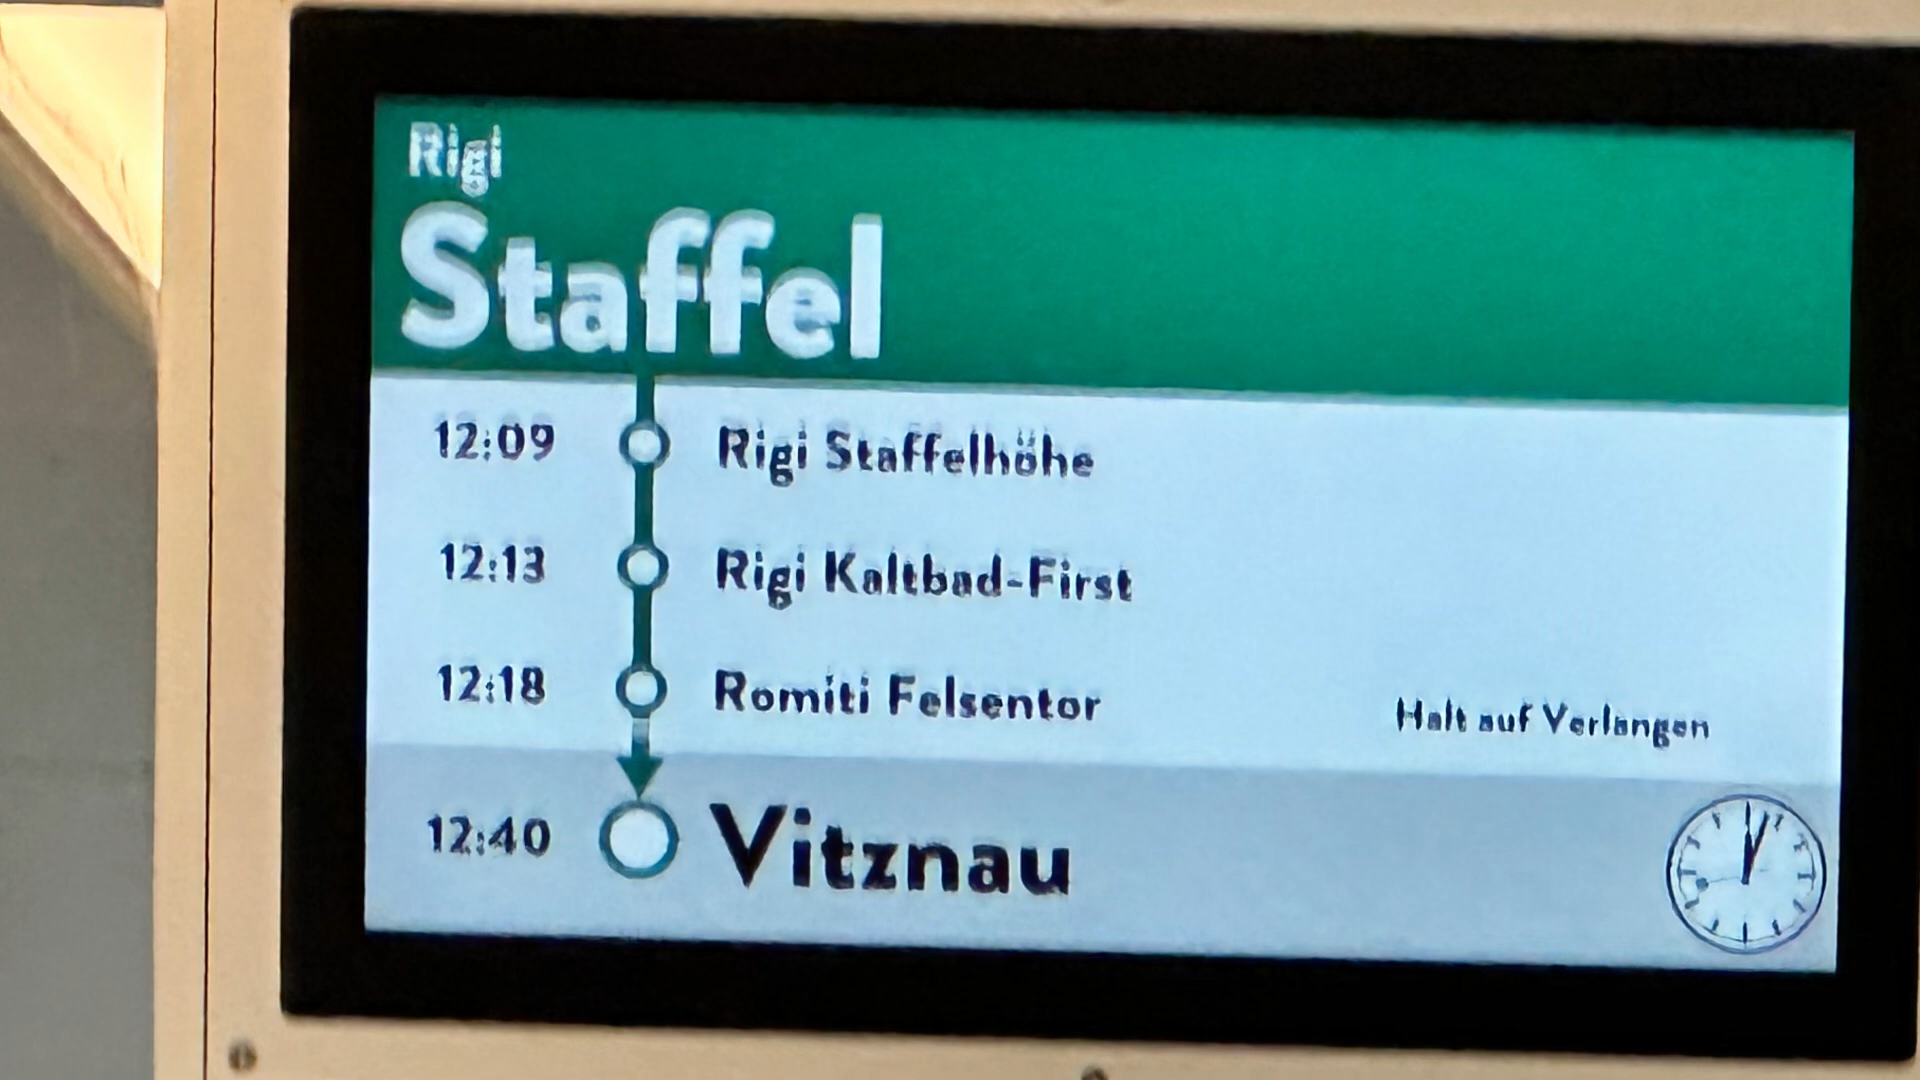 Rigi
Staffel
12:09 Rigi Staffelhöhe
12:13 Rigi Kaltbad-First
12:18 Romiti Felsentor Halt auf Verlangen
12:40 Vitznau